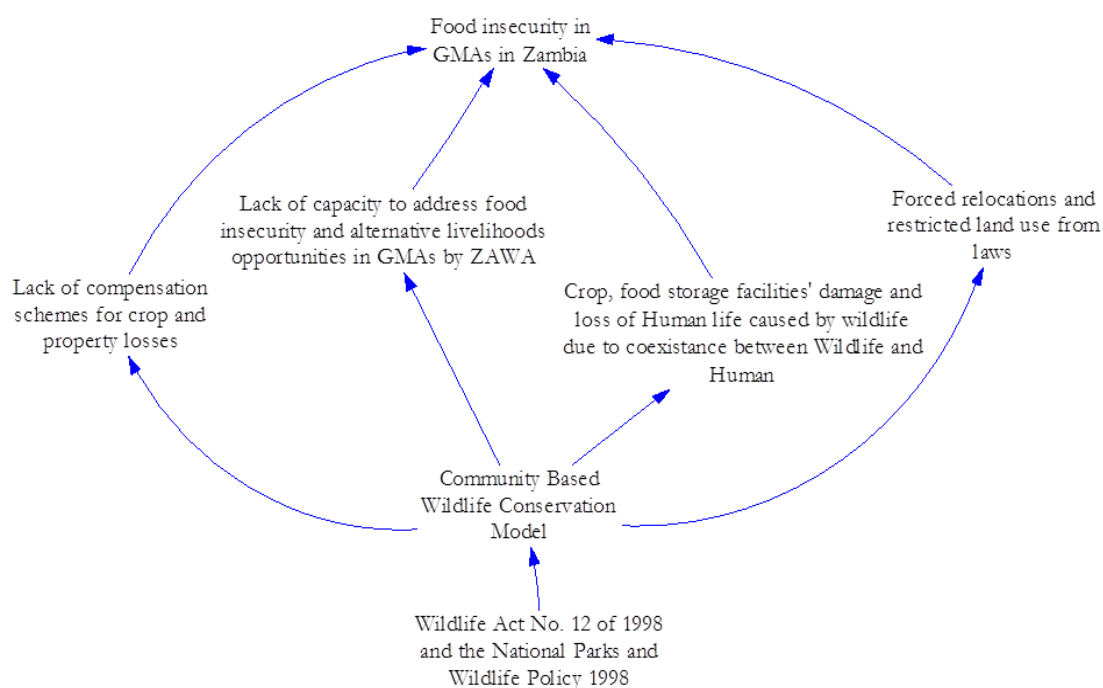 Food insecurity in
GMAs in Zambia
Lack of capacity to address food
insecurity and alternative livelihoods
opportunities in GMAs by ZAWA
Forced relocations and
restricted land use from
laws
Lack of compensation
schemes for crop and
property losses
Crop, food storage facilities' damage and
loss of Human life caused by wildlife
due to coexistance between Wildlife and
Human
Community Based
Wildlife Conservation
Model
Wildlife Act No. 12 of 1998
and the National Parks and
Wildlife Policy 1998